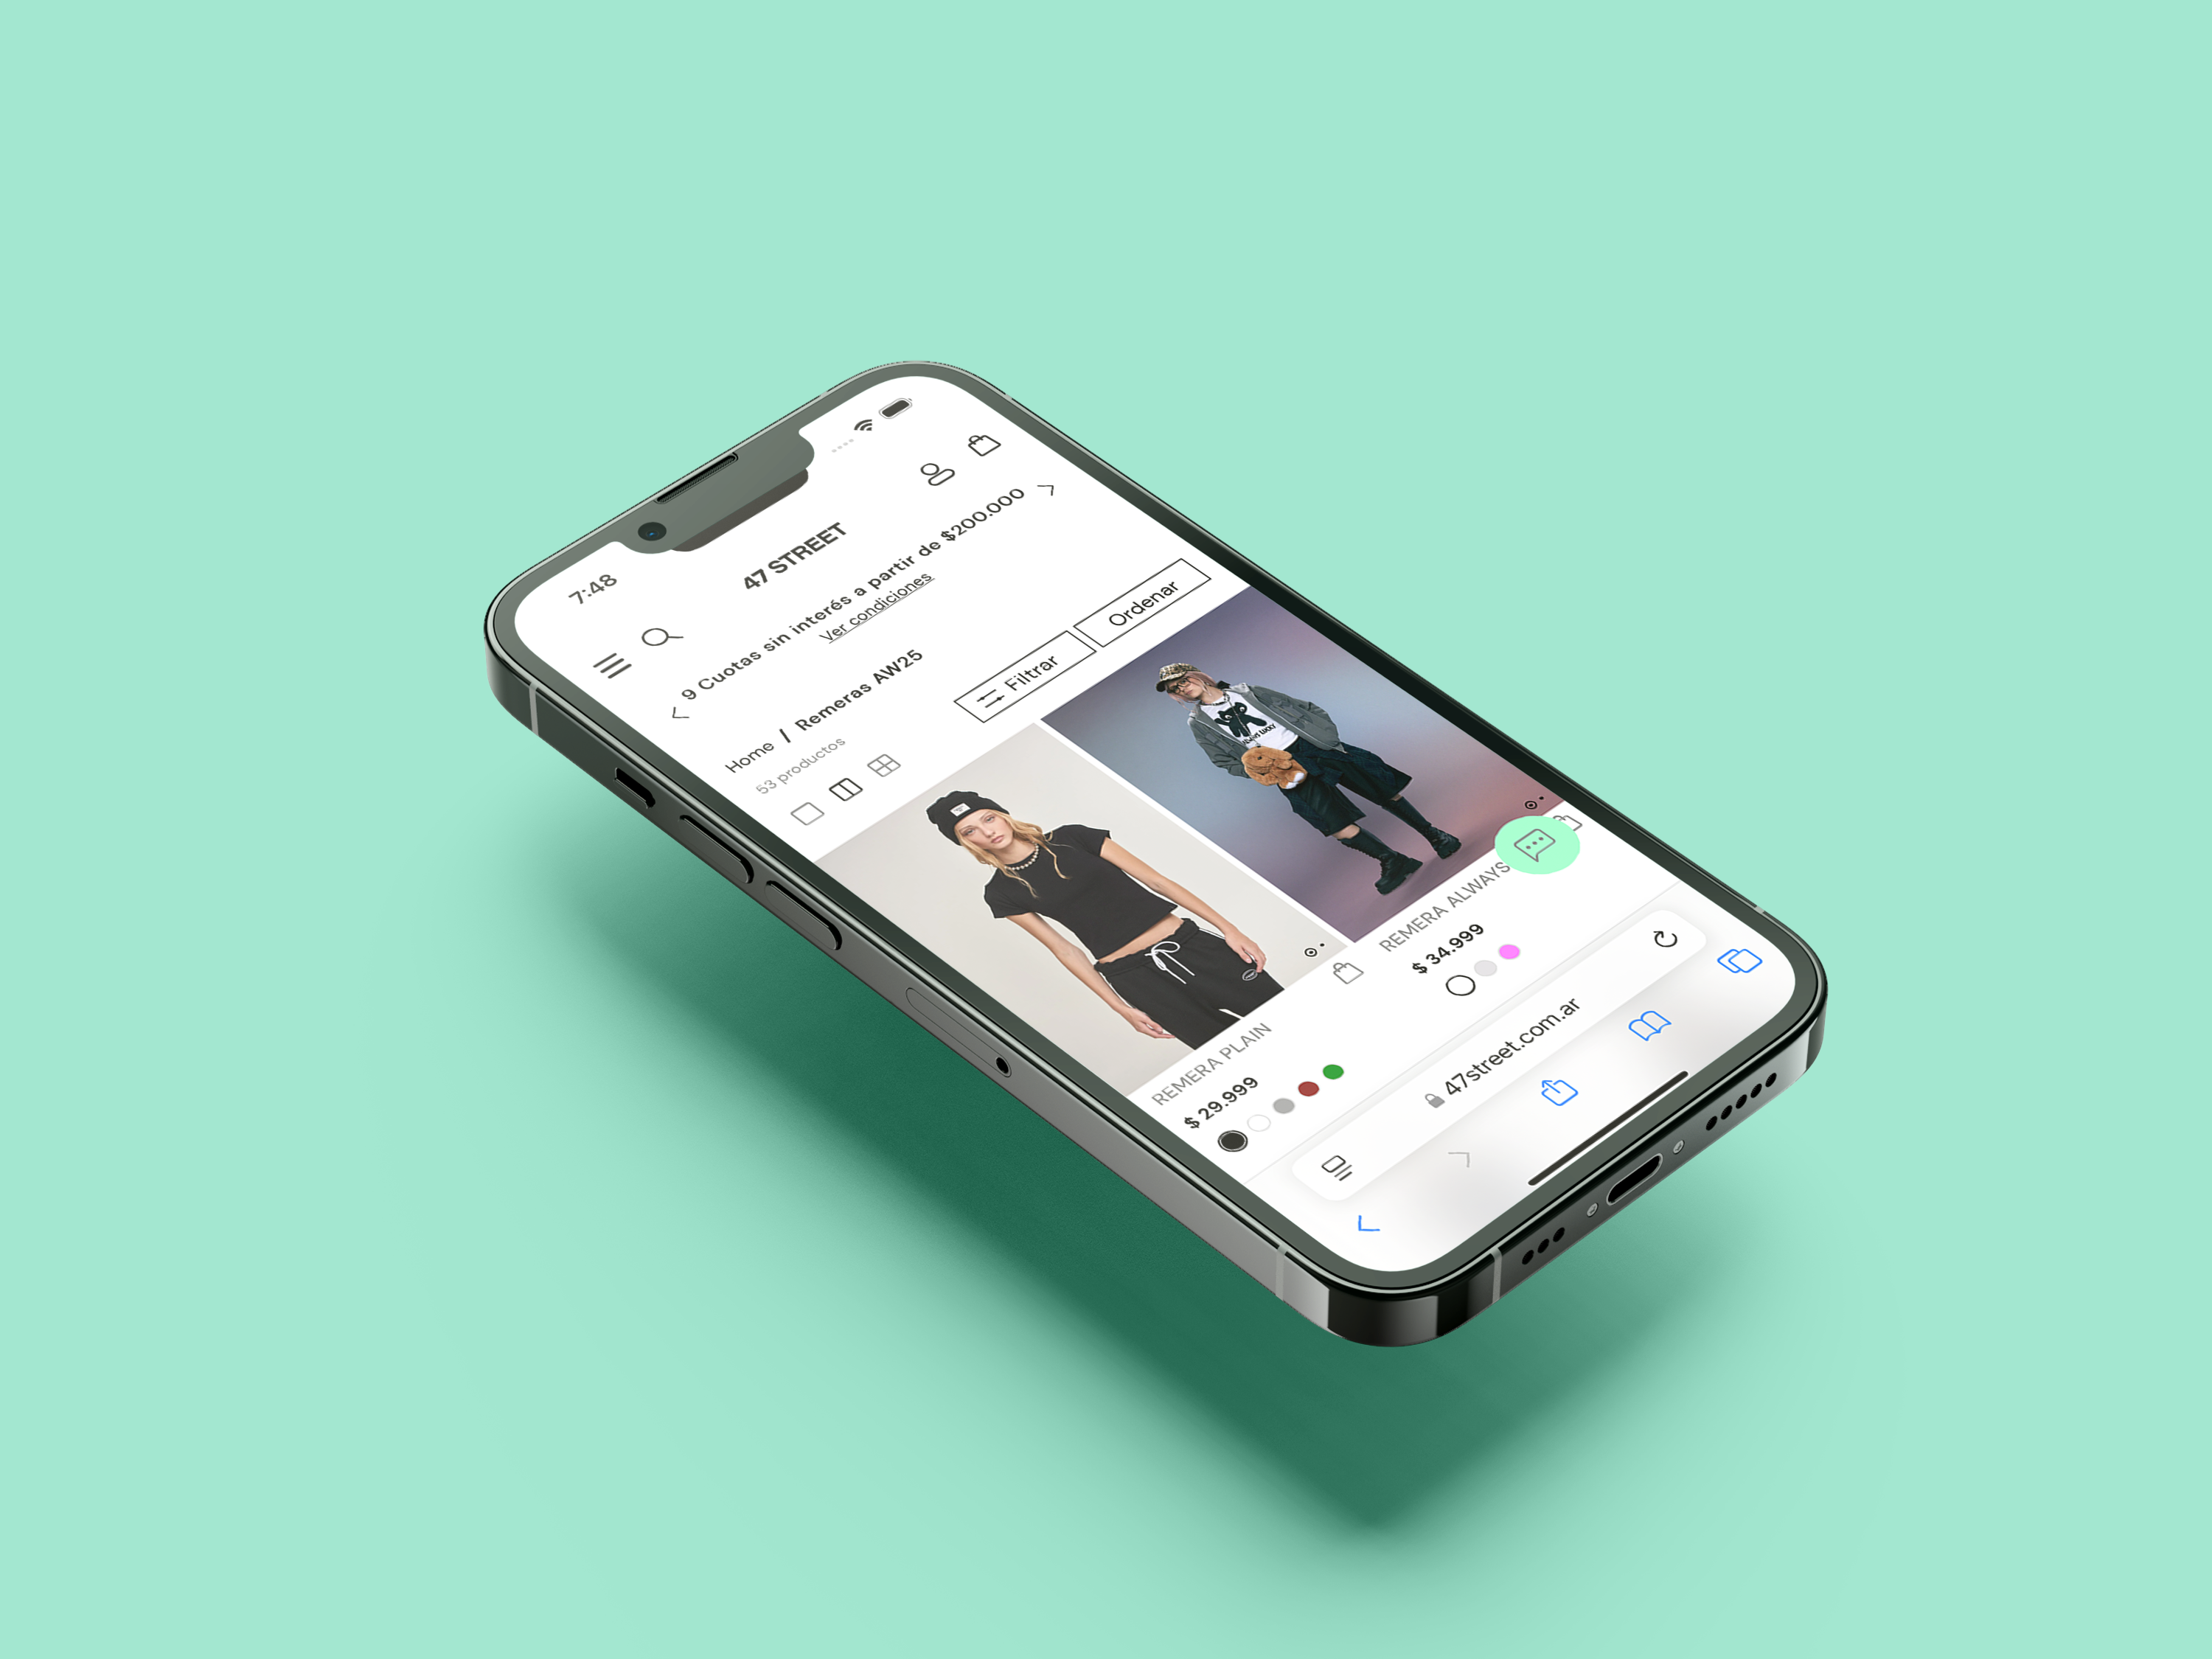 7:48
47 STREET
9 Cuotas sin interés a partir de $200.000
Ver condiciones
Home / Remeras AW25
53 productos
Filtrar
Ordenar
REMERA PLAIN
$ 29.999
REMERA ALWAYS
$ 34.999
47street.com.ar